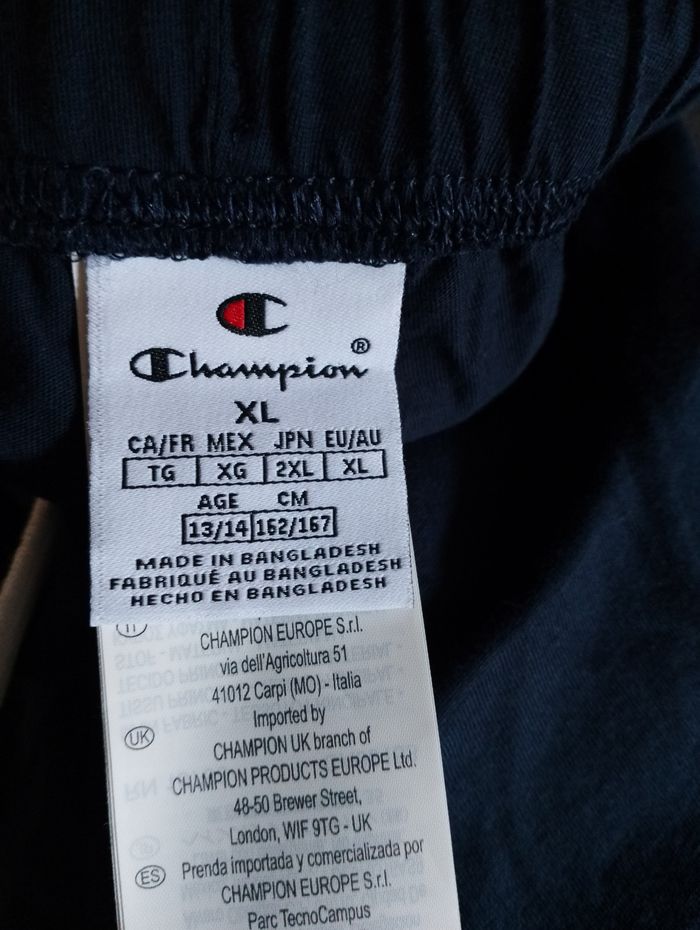 Champion®
XL
CA/FR MEX JPN EU/AU
TG XG 2XL XL
AGE CM
13/14 162/167
MADE IN BANGLADESH
FABRIQUÉ AU BANGLADESH
HECHO EN BANGLADESH
IT
CHAMPION EUROPE S.r.l.
via dell'Agricoltura 51
41012 Carpi (MO) - Italia
Imported by
UK
CHAMPION UK branch of
CHAMPION PRODUCTS EUROPE Ltd.
48-50 Brewer Street,
London, WIF 9TG - UK
ES Prenda importada y comercializada por
CHAMPION EUROPE S.r.l.
Parc TecnoCampus